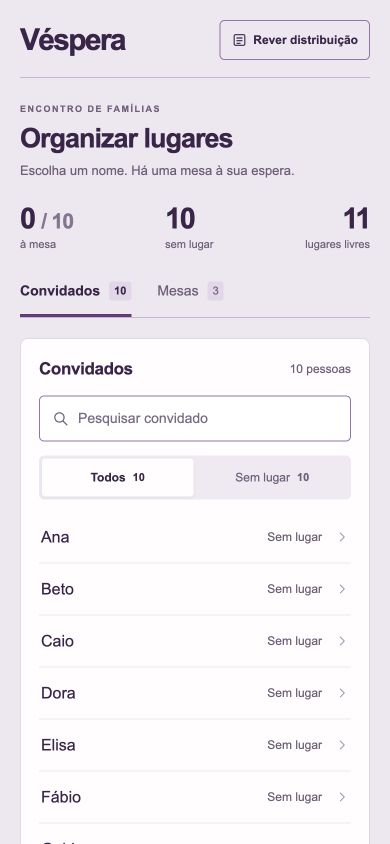 Véspera
Rever distribuição
ENCONTRO DE FAMÍLIAS
Organizar lugares
Escolha um nome. Há uma mesa à sua espera.
0 / 10
à mesa
10
sem lugar
11
lugares livres
Convidados 10
Mesas 3
Convidados
10 pessoas
Pesquisar convidado
Todos 10
Sem lugar 10
Ana
Sem lugar
Beto
Sem lugar
Caio
Sem lugar
Dora
Sem lugar
Elisa
Sem lugar
Fábio
Sem lugar